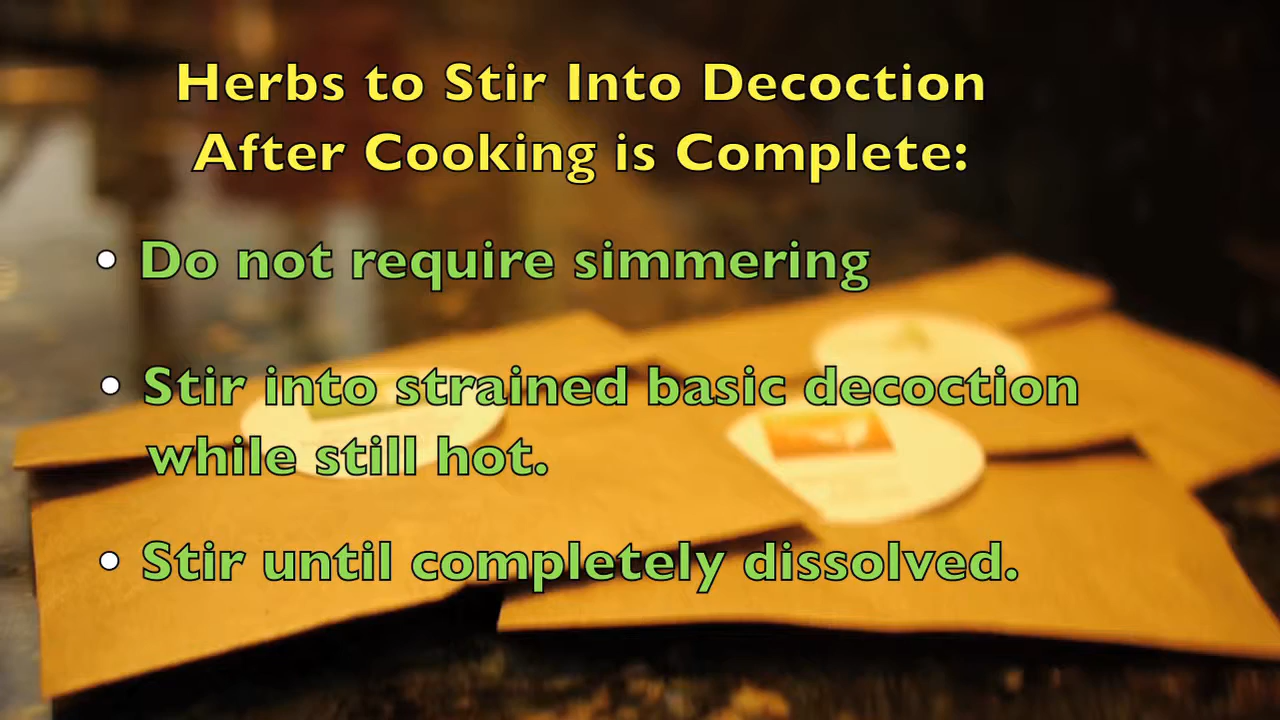 Herbs to Stir Into Decoction
After Cooking is Complete:
• Do not require simmering
• Stir into strained basic decoction
while still hot.
• Stir until completely dissolved.